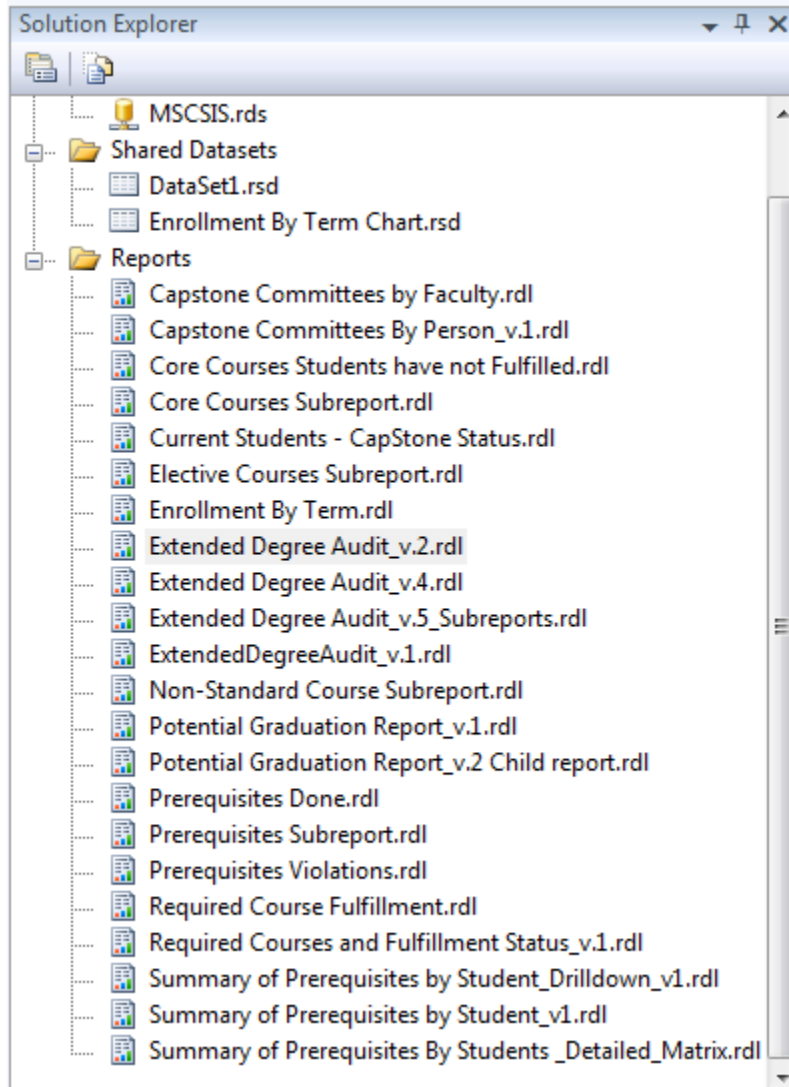 Solution Explorer
MSCSIS.rds
Shared Datasets
DataSet1.rsd
Enrollment By Term Chart.rsd
Reports
Capstone Committees by Faculty.rdl
Capstone Committees By Person_v.1.rdl
Core Courses Students have not Fulfilled.rdl
Core Courses Subreport.rdl
Current Students - CapStone Status.rdl
Elective Courses Subreport.rdl
Enrollment By Term.rdl
Extended Degree Audit_v.2.rdl
Extended Degree Audit_v.4.rdl
Extended Degree Audit_v.5_Subreports.rdl
ExtendedDegreeAudit_v.1.rdl
Non-Standard Course Subreport.rdl
Potential Graduation Report_v.1.rdl
Potential Graduation Report_v.2 Child report.rdl
Prerequisites Done.rdl
Prerequisites Subreport.rdl
Prerequisites Violations.rdl
Required Course Fulfillment.rdl
Required Courses and Fulfillment Status_v.1.rdl
Summary of Prerequisites by Student_Drilldown_v1.rdl
Summary of Prerequisites by Student_v1.rdl
Summary of Prerequisites By Students _Detailed_Matrix.rdl